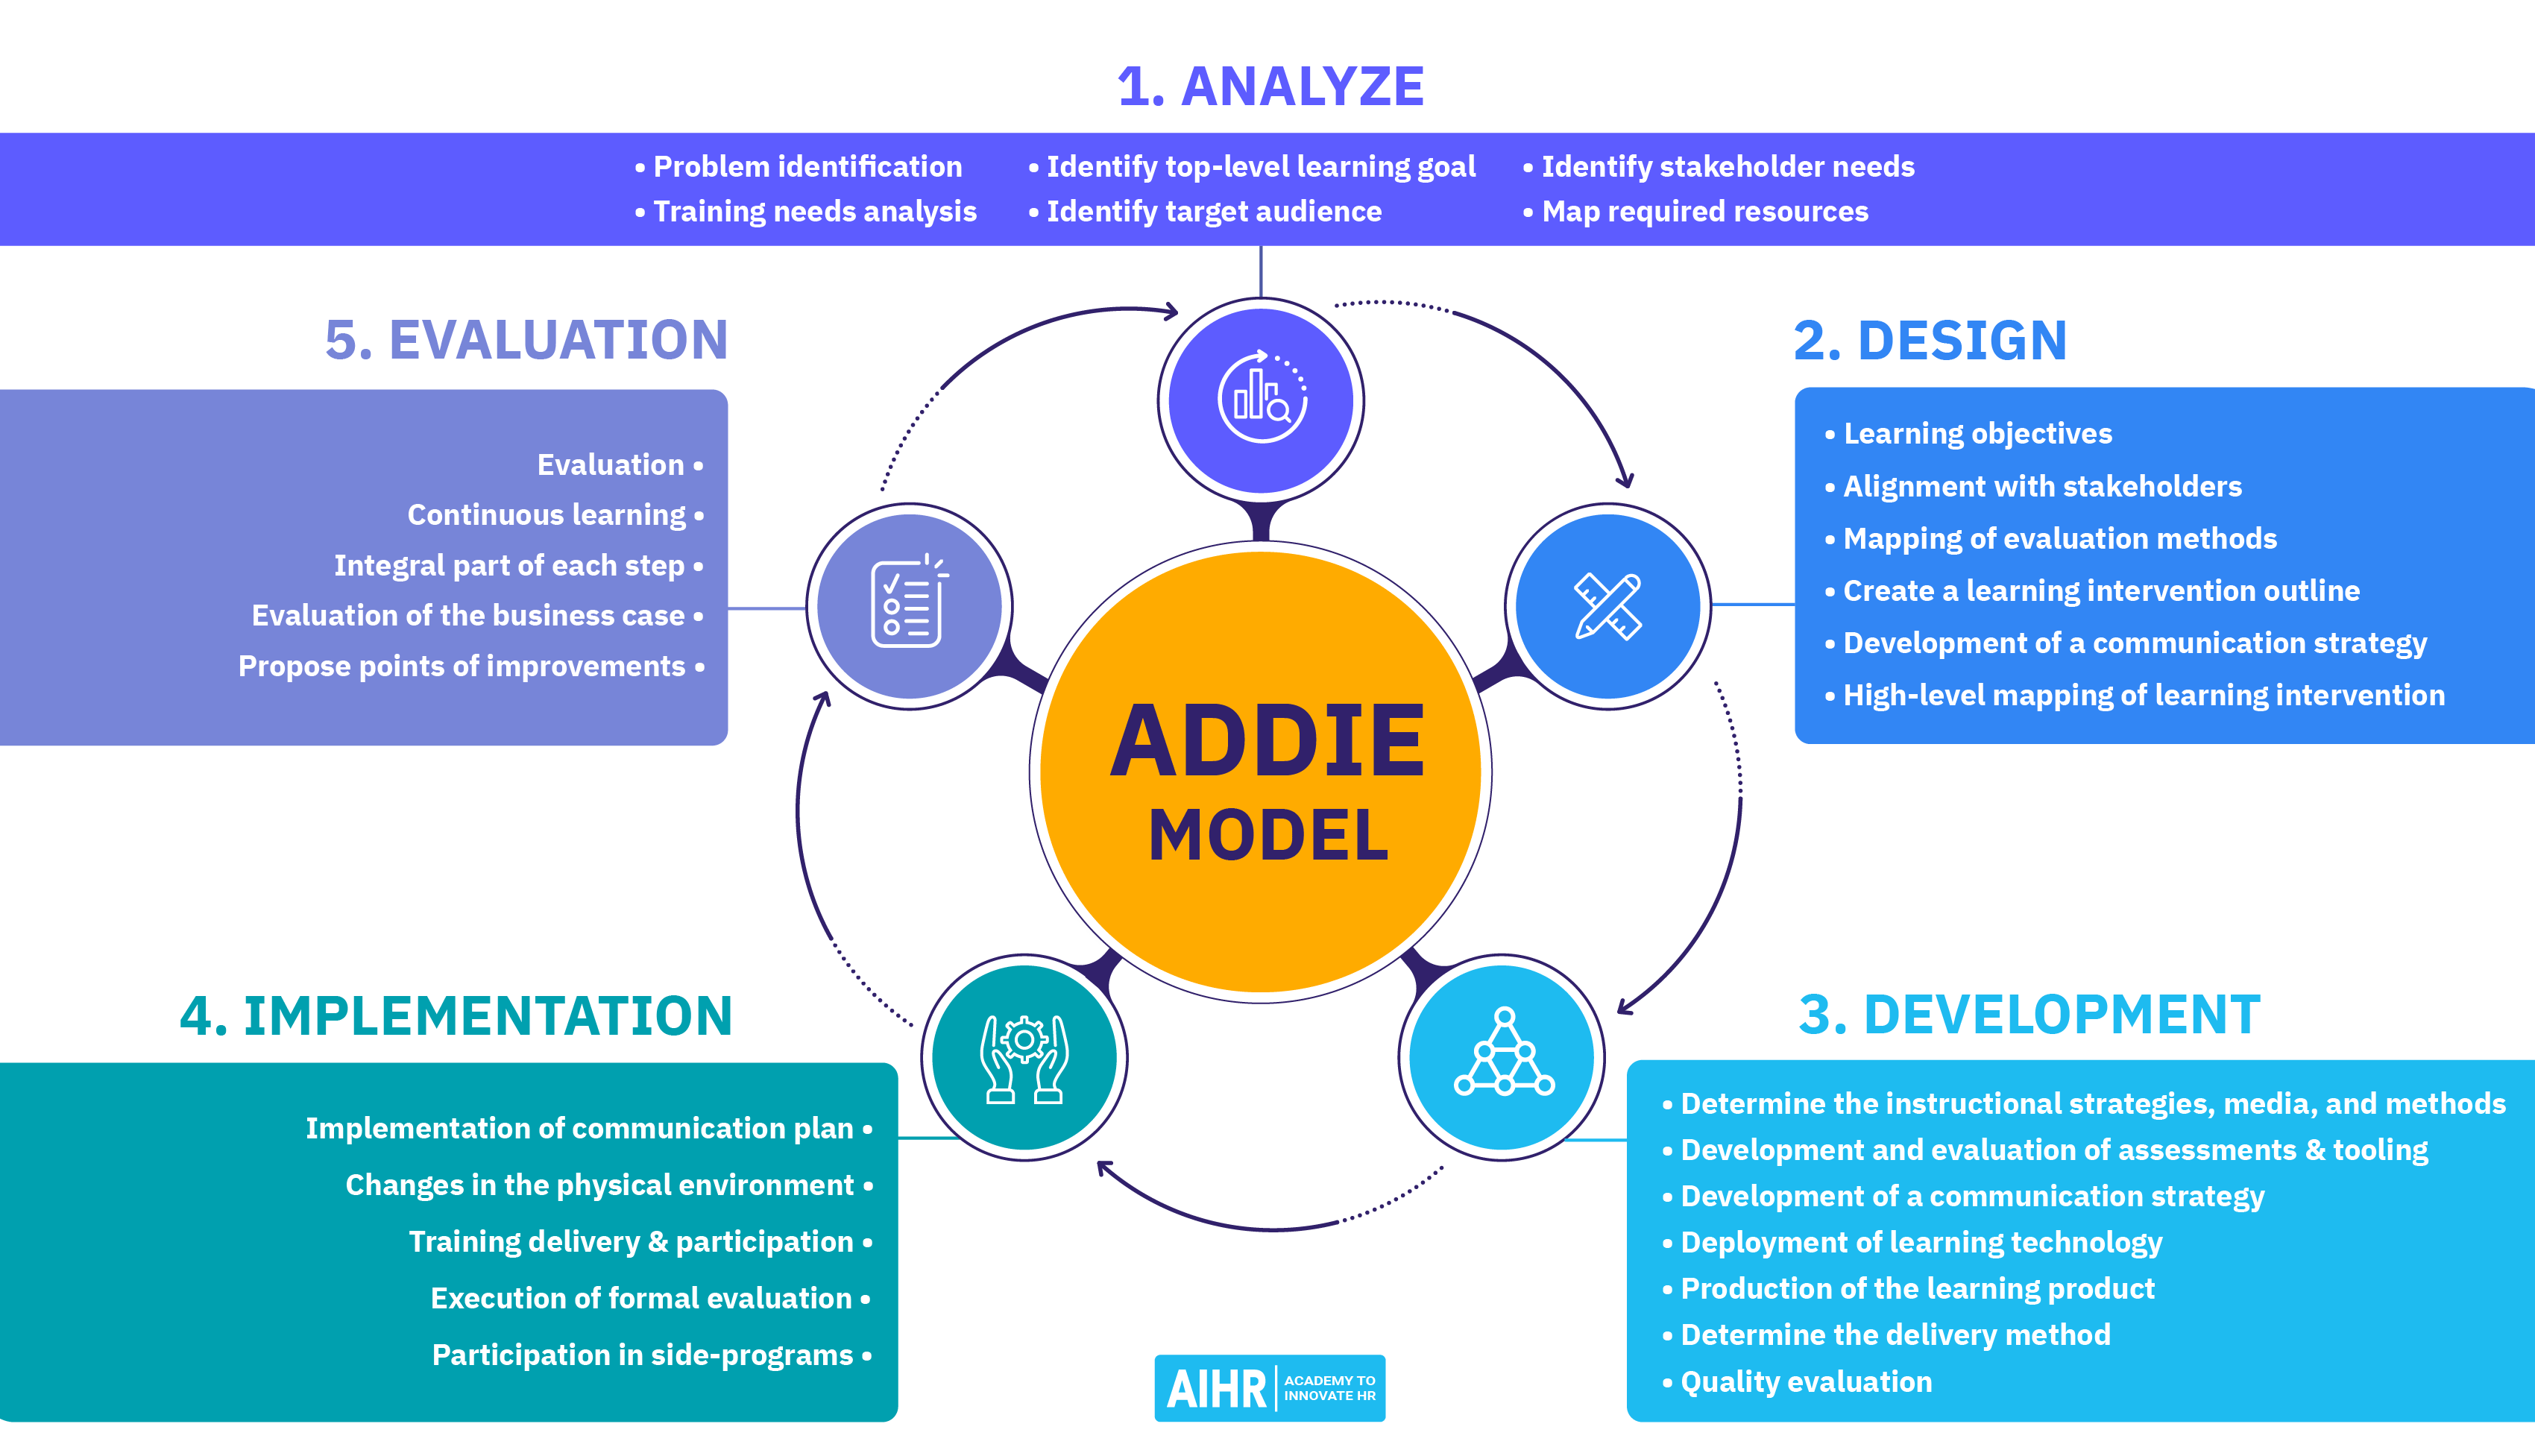 1. ANALYZE
• Problem identification
• Training needs analysis
• Identify top-level learning goal
• Identify target audience
• Identify stakeholder needs
• Map required resources
2. DESIGN
• Learning objectives
• Alignment with stakeholders
• Mapping of evaluation methods
• Create a learning intervention outline
• Development of a communication strategy
• High-level mapping of learning intervention
3. DEVELOPMENT
• Determine the instructional strategies, media, and methods
• Development and evaluation of assessments & tooling
• Development of a communication strategy
• Deployment of learning technology
• Production of the learning product
• Determine the delivery method
• Quality evaluation
4. IMPLEMENTATION
Implementation of communication plan •
Changes in the physical environment •
Training delivery & participation •
Execution of formal evaluation •
Participation in side-programs •
5. EVALUATION
Evaluation •
Continuous learning •
Integral part of each step •
Evaluation of the business case •
Propose points of improvements •
ADDIE
MODEL
AIHR
ACADEMY TO
INNOVATE HR